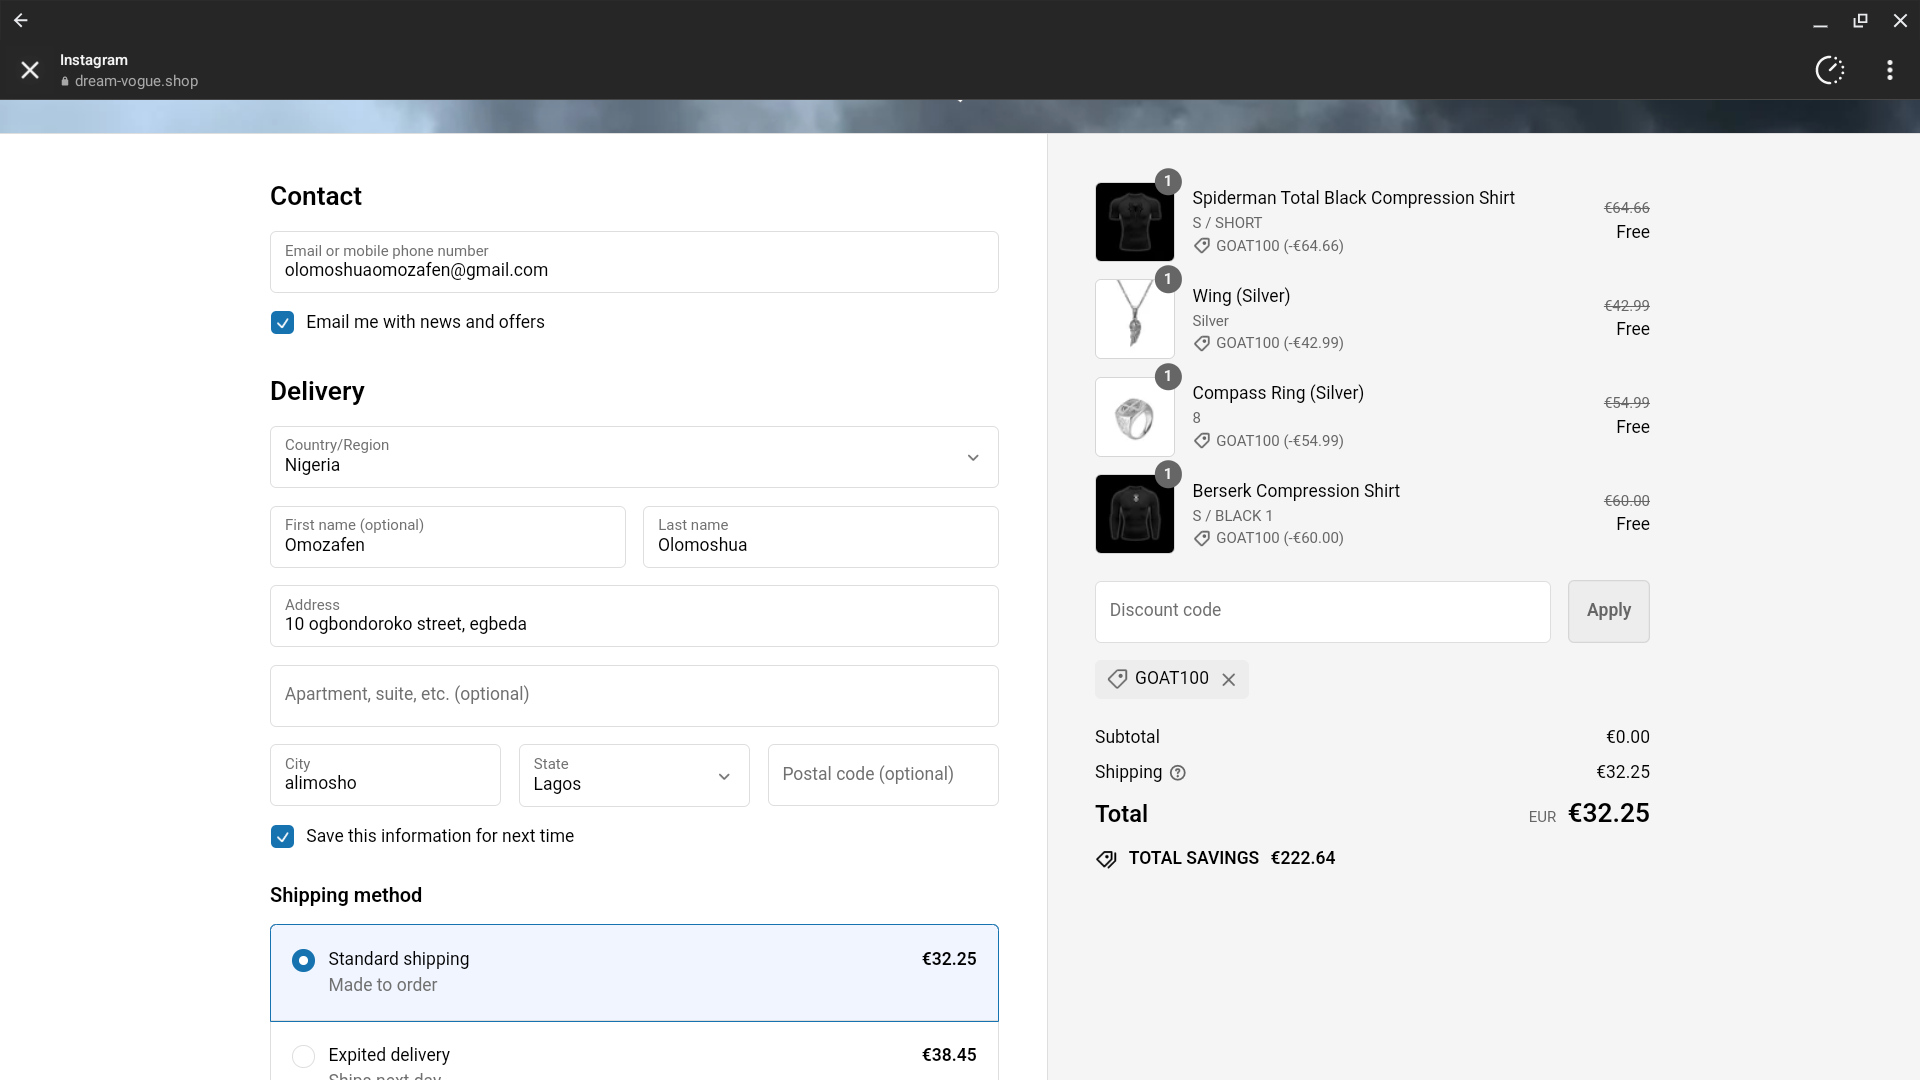 Instagram
dream-vogue.shop
Contact
Email or mobile phone number
olomoshuaomozafen@gmail.com
Email me with news and offers
Delivery
Country/Region
Nigeria
First name (optional)
Omozafen
Last name
Olomoshua
Address
10 ogbondoroko street, egbeda
Apartment, suite, etc. (optional)
City
alimosho
State
Lagos
Postal code (optional)
Save this information for next time
Shipping method
Standard shipping
€32.25
Made to order
Expited delivery
€38.45
Ships next day
1
Spiderman Total Black Compression Shirt
S / SHORT
GOAT100 (-€64.66)
€64.66
Free
1
Wing (Silver)
Silver
GOAT100 (-€42.99)
€42.99
Free
1
Compass Ring (Silver)
8
GOAT100 (-€54.99)
€54.99
Free
1
Berserk Compression Shirt
S / BLACK 1
GOAT100 (-€60.00)
€60.00
Free
Discount code
Apply
GOAT100
Subtotal
€0.00
Shipping
€32.25
Total
EUR €32.25
TOTAL SAVINGS €222.64